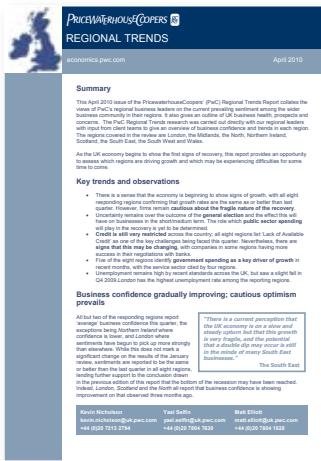 PRICEWATERHOUSECOOPERS
REGIONAL TRENDS
economics.pwc.com April 2010
Summary
This April 2010 issue of the PricewaterhouseCoopers' (PwC) Regional Trends Report collates the
views of PwC's regional business leaders on the current prevailing sentiment among the wider
business community in their regions. It also gives an outline of UK business health, prospects and
concerns. The PwC Regional Trends research was carried out directly with our regional leaders
with input from client teams to give an overview of business confidence and trends in each region.
The regions covered in the review are London, the Midlands, the North, Northern Ireland,
Scotland, the South East, the South West and Wales.
As the UK economy begins to show the first signs of recovery, this report provides an opportunity
to assess which regions are driving growth and which may be experiencing difficulties for some
time to come.
Key trends and observations
• There is a sense that the economy is beginning to show signs of growth, with all eight
regions responding confirming that growth rates are the same as or better than last
quarter. However, firms remain cautious about the fragile nature of the recovery.
• Uncertainty remains over the outcome of the general election and the effect this will
have on businesses in the short/medium term. The role which public sector spending
will play in the recovery is yet to be determined.
• Credit is still very restricted across the country; all eight regions list 'Lack of Available
Credit' as one of the key challenges being faced this quarter. Nevertheless, there are
signs that this may be changing, with companies in some regions having more
success in their negotiations with banks.
• Five of the eight regions identify government spending as a key driver of growth in
recent months, with the service sector cited by four regions.
• Unemployment remains high by recent standards across the UK, but saw a slight fall in
Q4 2009. London has the highest unemployment rate among the reporting regions.
Business confidence gradually improving; cautious optimism
prevails
All but two of the responding regions report
'average' business confidence this quarter, the
exceptions being Northern Ireland where
confidence is lower, and London where
sentiments have begun to pick up more strongly
than elsewhere. While this does not mark a
significant change on the results of the January
review, sentiments are reported to be the same
or better than the last quarter in all eight regions,
lending further support to the conclusion drawn
in the previous edition of this report that the bottom of the recession may have been reached.
Indeed, London, Scotland and the North all report that business confidence is showing
improvement on that observed three months ago.
"There is a current perception that
the UK economy is on a slow and
steady upturn but that this growth
is very fragile, and the potential
that a double dip may occur is still
in the minds of many South East
businesses."
The South East
Kevin Nicholson Yael Selfin Matt Elliott
kevin.nicholson@uk.pwc.com yael.selfin@uk.pwc.com matt.elliott@uk.pwc.com